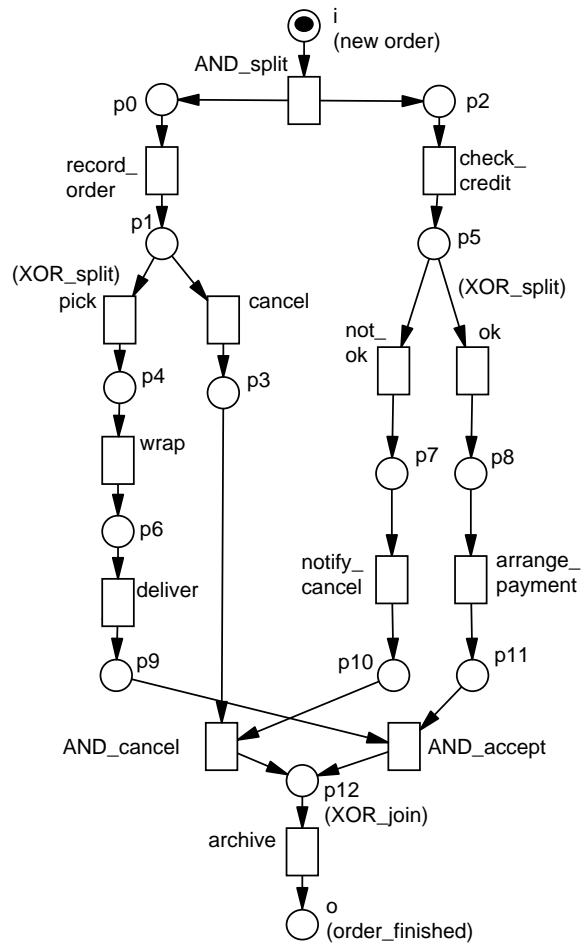 i
(new order)
AND_split
p0
p2
record_
order
check_
credit
p1
p5
(XOR_split)
pick
cancel
(XOR_split)
not_
ok
ok
p4
p3
wrap
p7
p8
p6
deliver
notify_
cancel
arrange_
payment
p9
p10
p11
AND_cancel
AND_accept
p12
(XOR_join)
archive
o
(order_finished)